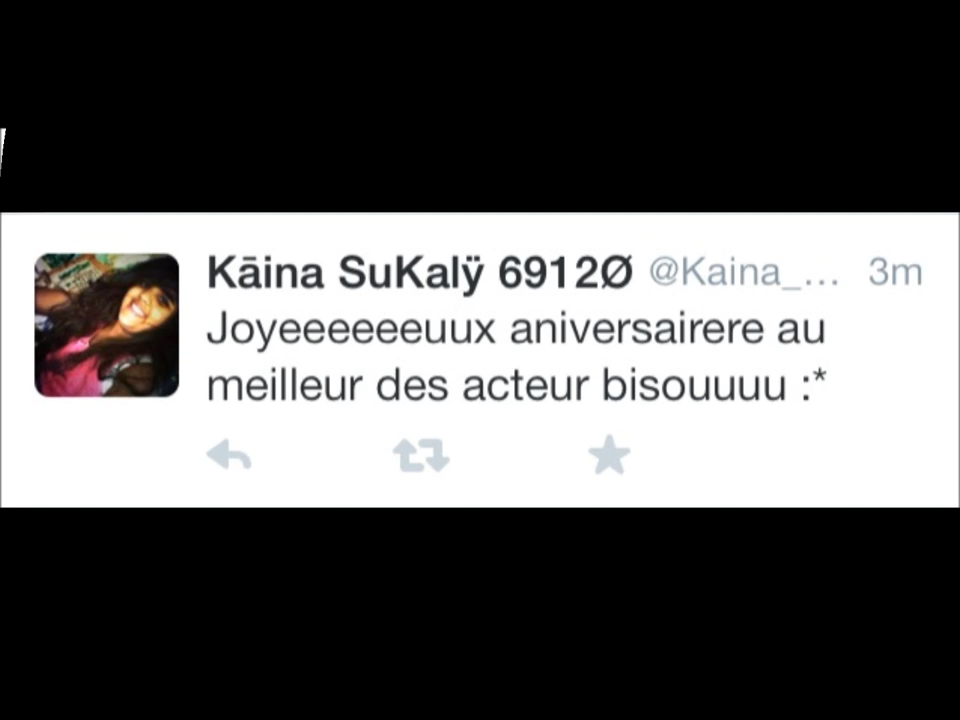 Kāina SuKalÿ 6912Ø @Kaina_... 3m
Joyeeeeeeuux aniversairere au
meilleur des acteur bisouuuu :*